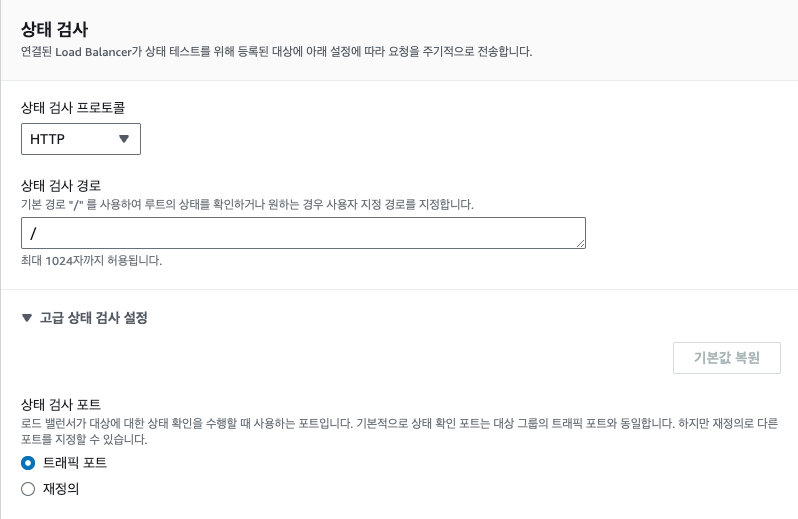 상태 검사
연결된 Load Balancer가 상태 테스트를 위해 등록된 대상에 아래 설정에 따라 요청을 주기적으로 전송합니다.
상태 검사 프로토콜
HTTP
상태 검사 경로
기본 경로 "/" 를 사용하여 루트의 상태를 확인하거나 원하는 경우 사용자 지정 경로를 지정합니다.
/
최대 1024자까지 허용됩니다.
고급 상태 검사 설정
기본값 복원
상태 검사 포트
로드 밸런서가 대상에 대한 상태 확인을 수행할 때 사용하는 포트입니다. 기본적으로 상태 확인 포트는 대상 그룹의 트래픽 포트와 동일합니다. 하지만 재정의로 다른
포트를 지정할 수 있습니다.
트래픽 포트
재정의